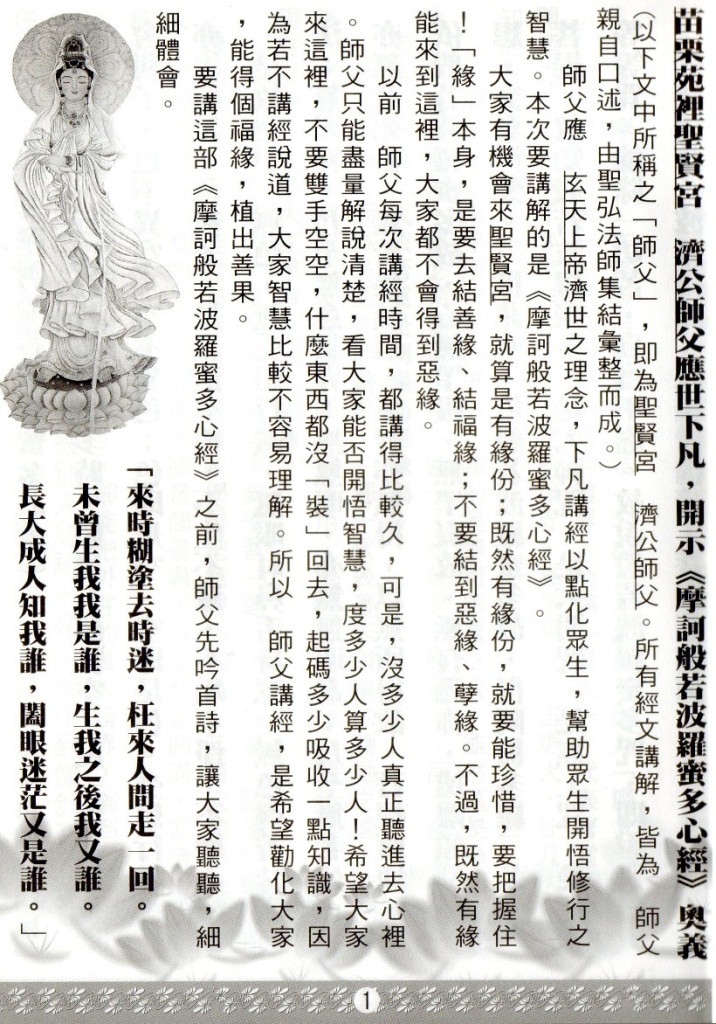 苗栗苑裡聖賢宮　濟公師父應世下凡，開示《摩訶般若波羅蜜多心經》奧義
（以下文中所稱之「師父」，即為聖賢宮　濟公師父。所有經文講解，皆為　師父
親自口述，由聖弘法師集結彙整而成。）
師父應　玄天上帝濟世之理念，下凡講經以點化眾生，幫助眾生開悟修行之
智慧。本次要講解的是《摩訶般若波羅蜜多心經》。
大家有機會來聖賢宮，就算是有緣份；既然有緣份，就要能珍惜，要把握住
！「緣」本身，是要去結善緣、結福緣；不要結到惡緣、孽緣。不過，既然有緣
能來到這裡，大家都不會得到惡緣。
以前　師父每次講經時間，都講得比較久，可是　沒多少人真正聽進去心裡
。師父只能盡量解說清楚，看大家能否開悟智慧，度多少人算多少人！希望大家
來這裡，不要雙手空空，什麼東西都沒「裝」回去，起碼多少吸收一點知識，因
為若不講經說道，大家智慧比較不容易理解。所以　師父講經，是希望勸化大家
，能得個福緣，植出善果。
要講這部《摩訶般若波羅蜜多心經》之前，師父先吟首詩，讓大家聽聽，細
細體會。
「來時糊塗去時迷，枉來人間走一回。
未曾生我我是誰，生我之後我又誰。
長大成人知我誰，闔眼迷茫又是誰。」
1